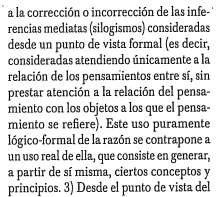 a la corrección o incorrección de las infe-
rencias mediatas (silogismos) consideradas
desde un punto de vista formal (es decir,
consideradas atendiendo únicamente a la
relación de los pensamientos entre sí, sin
prestar atención a la relación del pensa-
miento con los objetos a los que el pensa-
miento se refiere). Este uso puramente
lógico-formal de la razón se contrapone a
un uso real de ella, que consiste en generar,
a partir de sí misma, ciertos conceptos y
principios. 3) Desde el punto de vista del